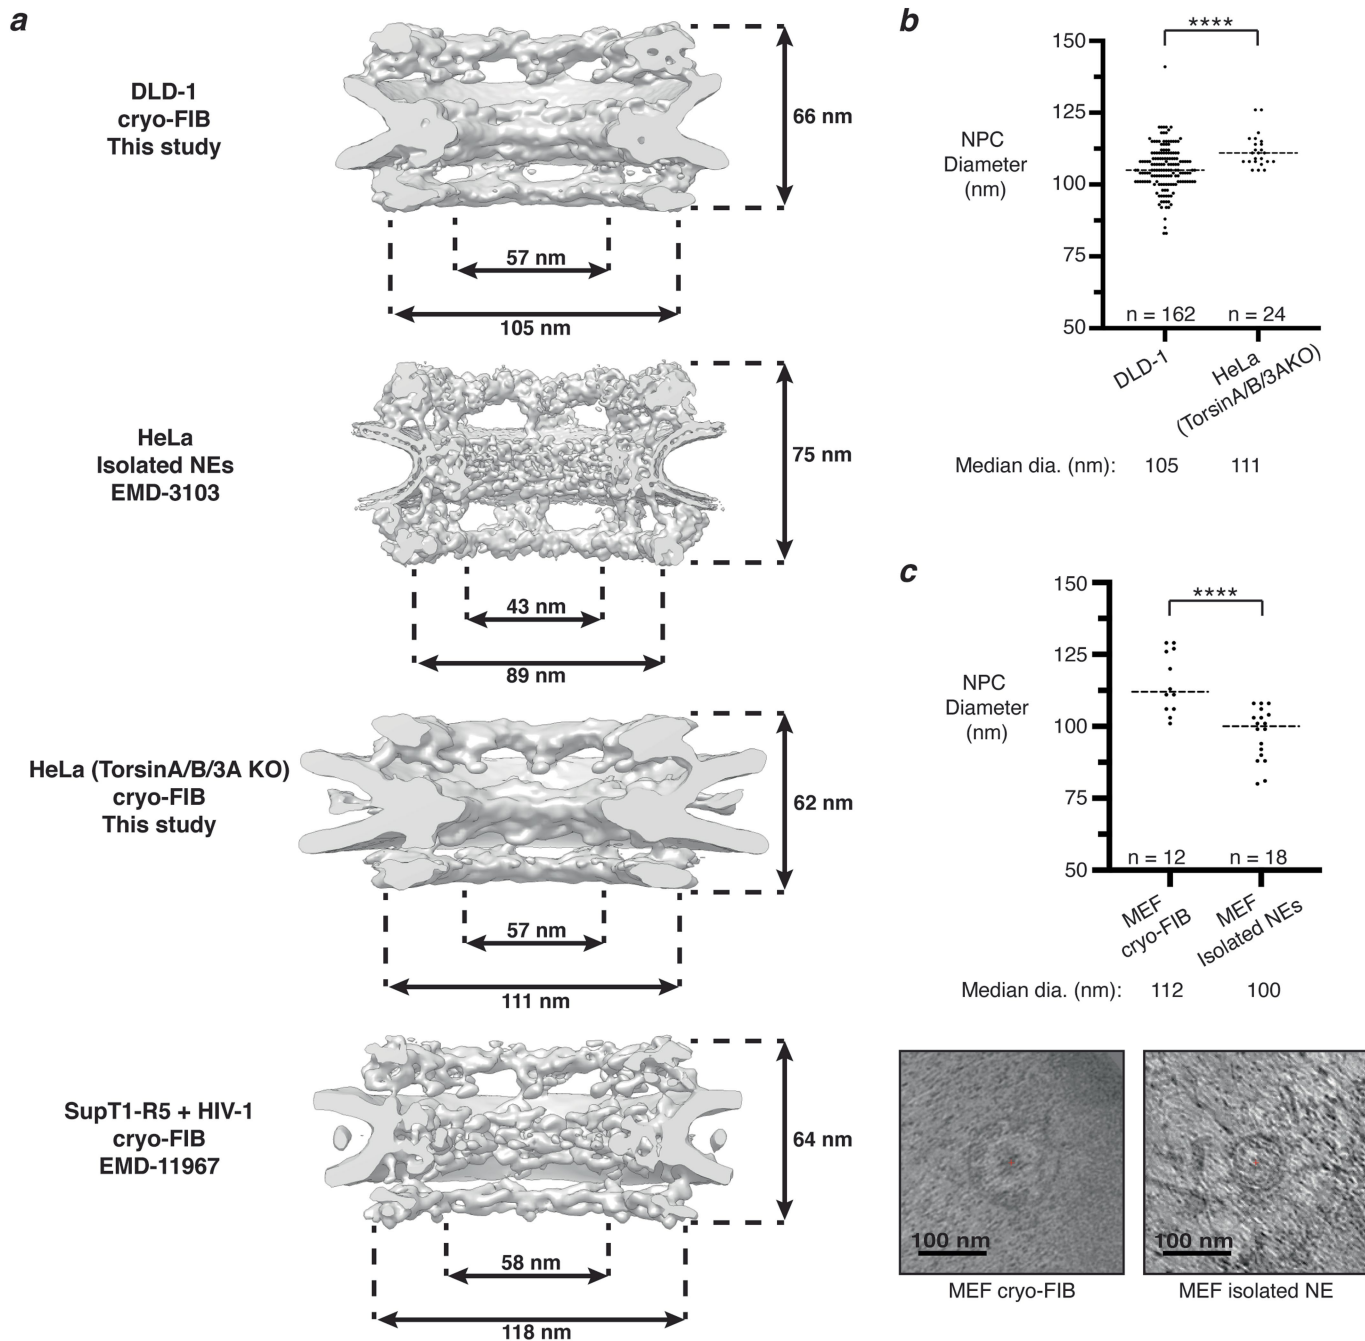 a
DLD-1
cryo-FIB
This study
66 nm
57 nm
105 nm
HeLa
Isolated NEs
EMD-3103
75 nm
43 nm
89 nm
HeLa (TorsinA/B/3A KO)
cryo-FIB
This study
62 nm
57 nm
111 nm
SupT1-R5 + HIV-1
cryo-FIB
EMD-11967
64 nm
58 nm
118 nm
b
****
150
125
100
75
50
NPC
Diameter
(nm)
n = 162
n = 24
DLD-1
HeLa
(TorsinA/B/3AKO)
Median dia. (nm): 105 111
c
****
150
125
100
75
50
NPC
Diameter
(nm)
n = 12
n = 18
MEF
cryo-FIB
MEF
Isolated NEs
Median dia. (nm): 112 100
100 nm
MEF cryo-FIB
100 nm
MEF isolated NE